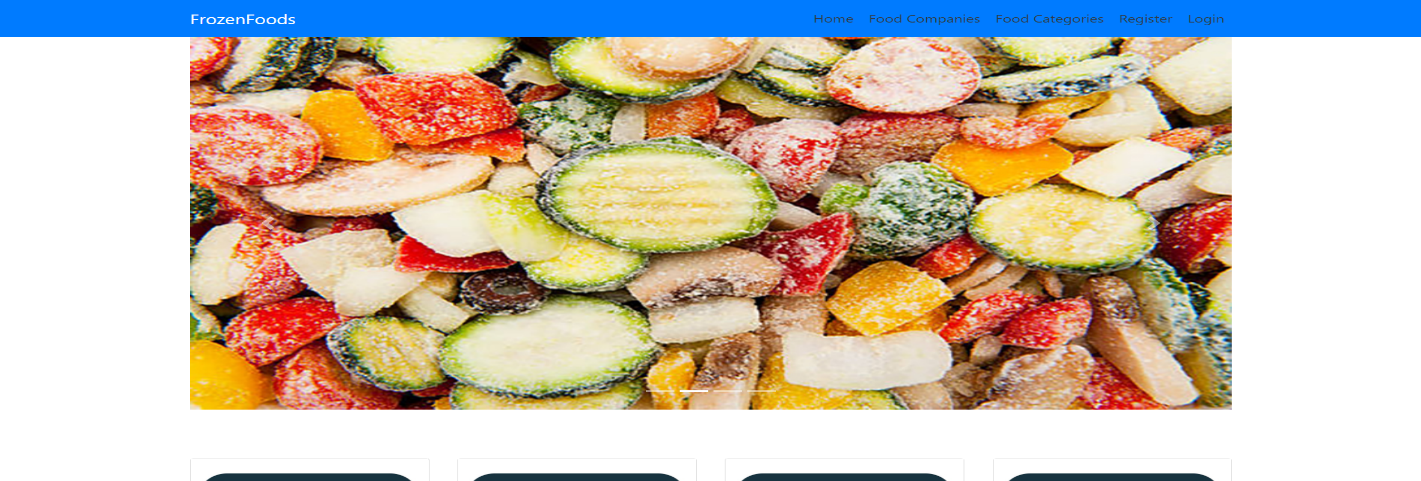 FrozenFoods
Home Food Companies Food Categories Register Login